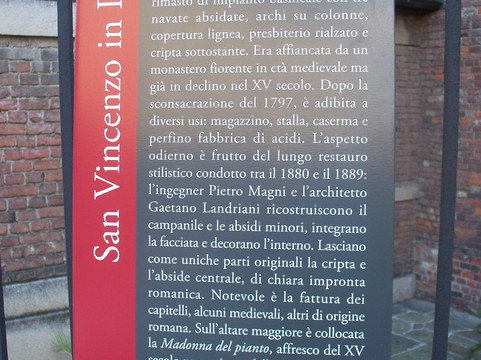 San Vincenzo in
rimasto di impianto basilicale con tre
navate absidate, archi su colonne,
copertura lignea, presbiterio rialzato e
cripta sottostante. Era affiancata da un
monastero fiorente in età medievale ma
già in declino nel XV secolo. Dopo la
sconsacrazione del 1797, è adibita a
diversi usi: magazzino, stalla, caserma e
perfino fabbrica di acidi. L'aspetto
odierno è frutto del lungo restauro
stilistico condotto tra il 1880 e il 1889:
l'ingegner Pietro Magni e l'architetto
Gaetano Landriani ricostruiscono il
campanile e le absidi minori, integrano
la facciata e decorano l'interno. Lasciano
come uniche parti originali la cripta e
l'abside centrale, di chiara impronta
romanica. Notevole è la fattura dei
capitelli, alcuni medievali, altri di origine
romana. Sull'altare maggiore è collocata
la Madonna del pianto, affresco del XV